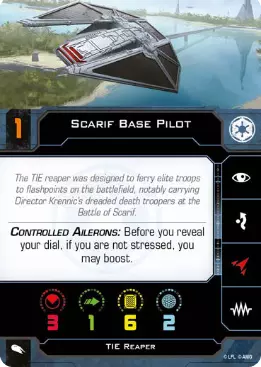 1
Scarif Base Pilot
The TIE reaper was designed to ferry elite troops
to flashpoints on the battlefield, notably carrying
Director Krennic's dreaded death troopers at the
Battle of Scarif.
Controlled Ailerons: Before you reveal
your dial, if you are not stressed, you
may boost.
3 1 6 2
TIE Reaper
© LFL © AMG